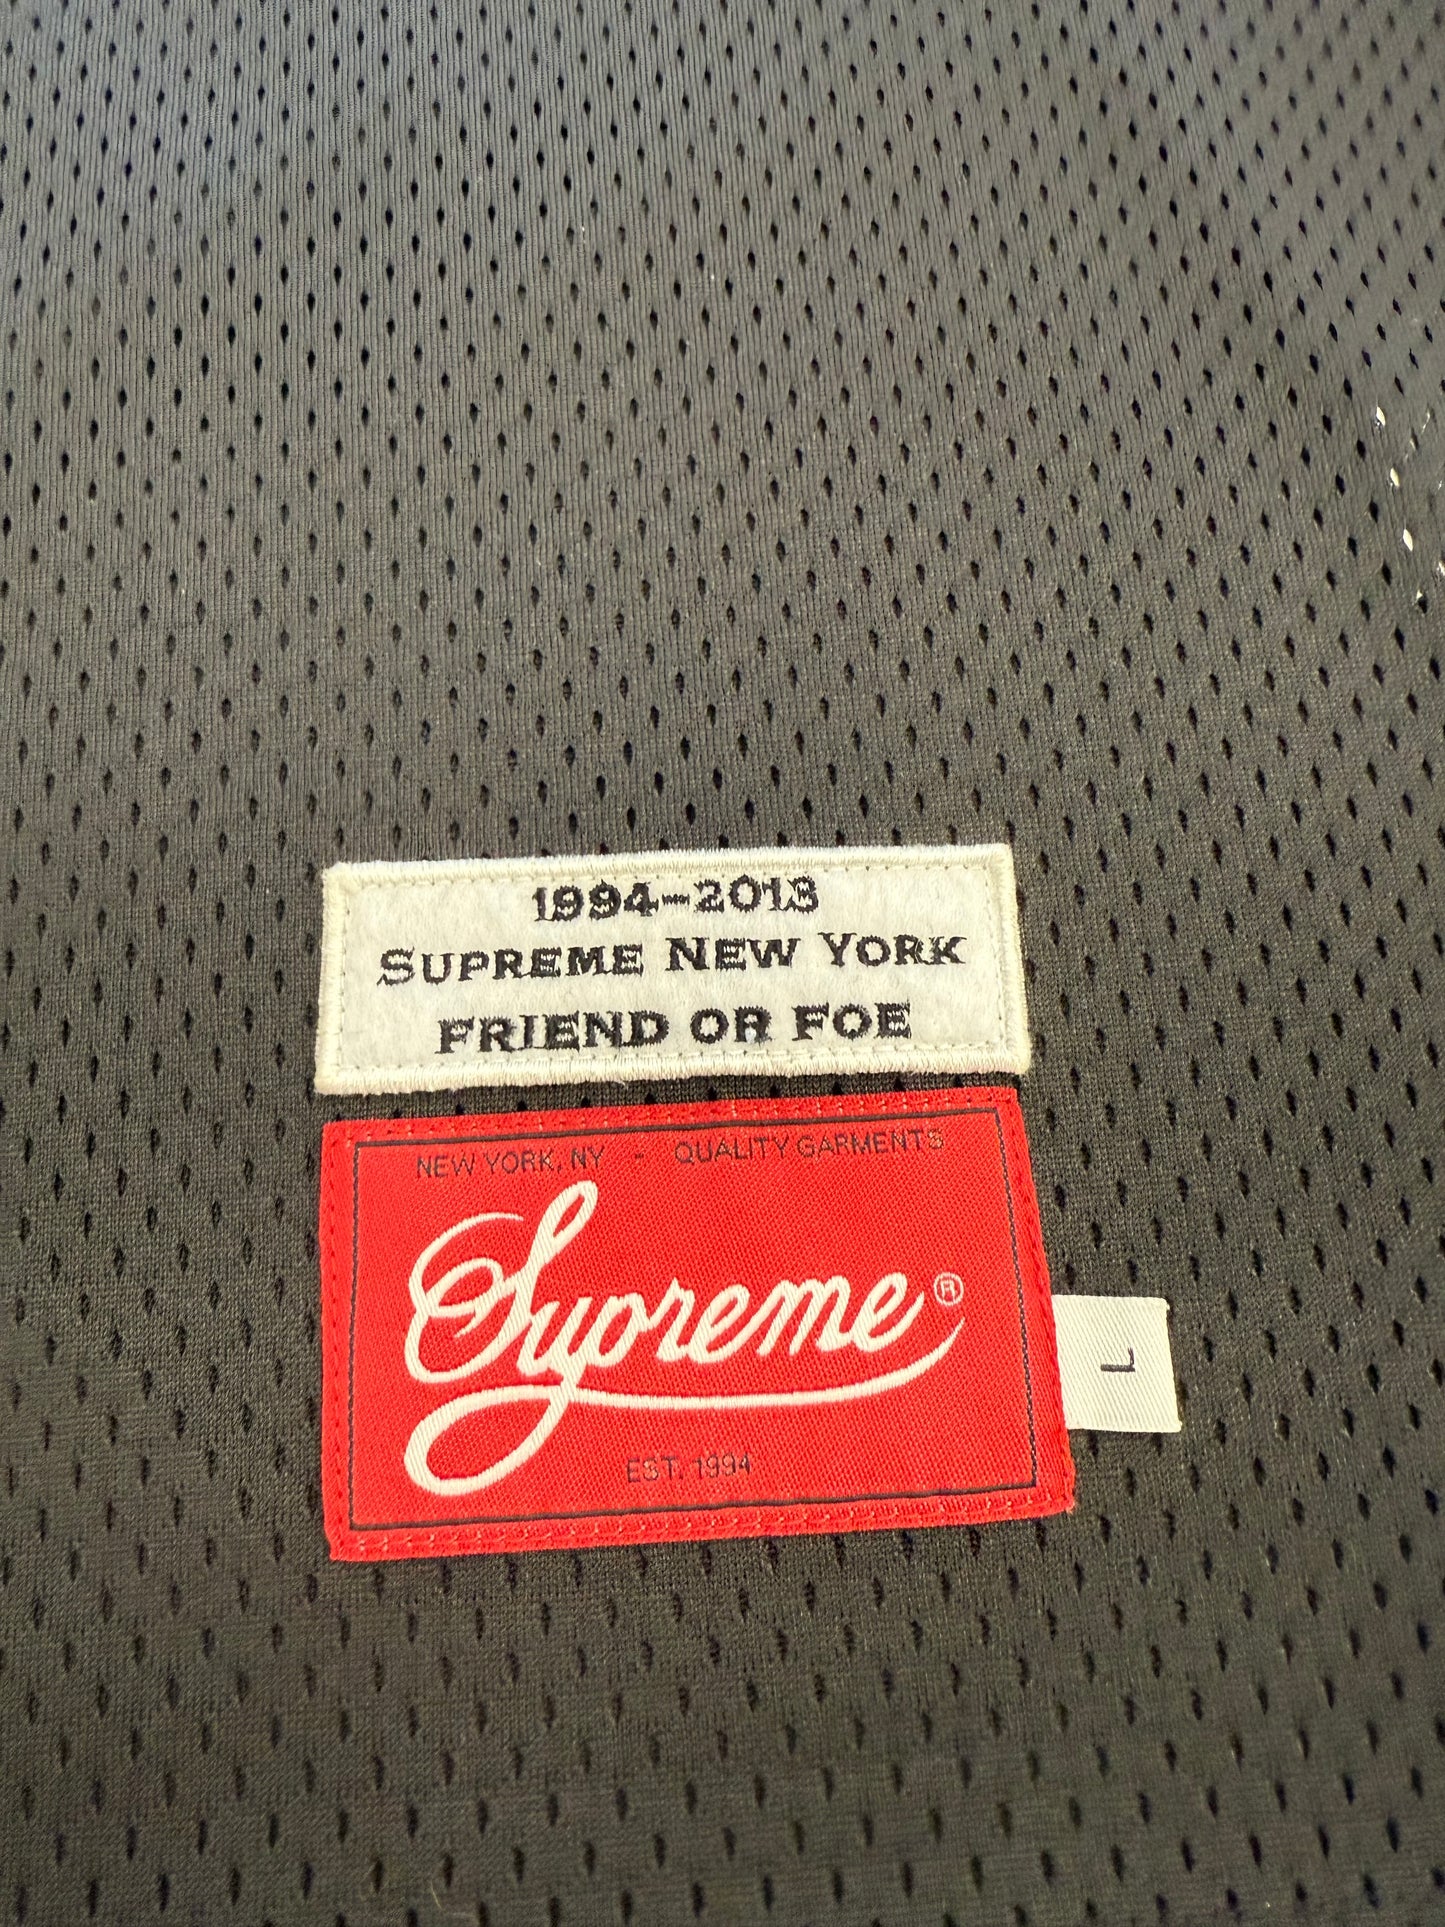 1994-2013
SUPREME NEW YORK
FRIEND OR FOE
NEW YORK, NY - QUALITY GARMENTS
Supreme®
EST. 1994
L